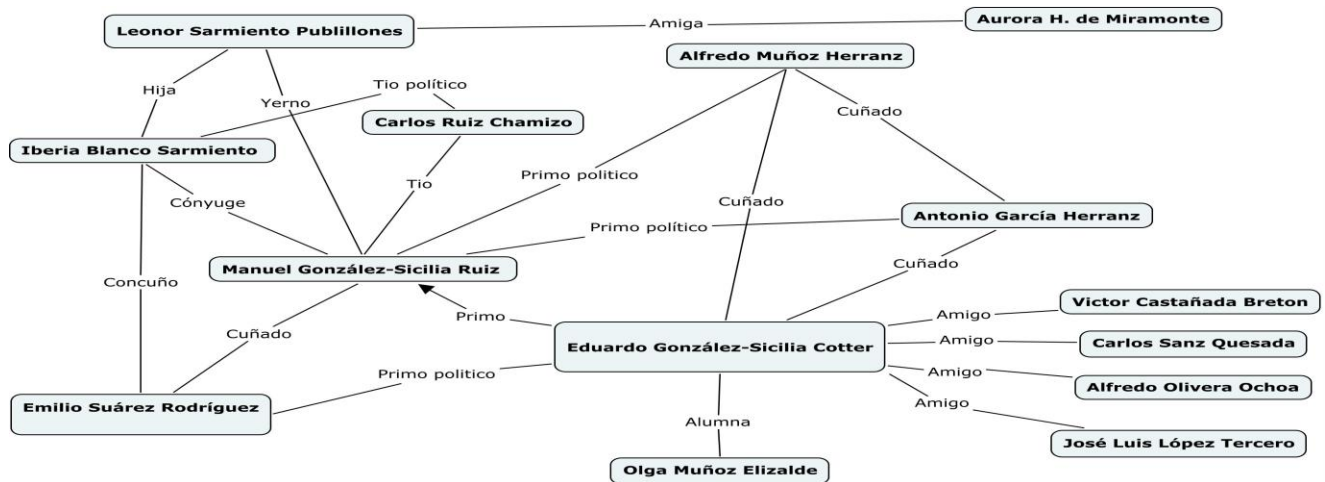 Amiga
Aurora H. de Miramonte
Leonor Sarmiento Publillones
Alfredo Muñoz Herranz
Hija
Tio político
Yerno
Cuñado
Carlos Ruiz Chamizo
Iberia Blanco Sarmiento
Primo politico
Tio
Cónyuge
Cuñado
Antonio García Herranz
Primo político
Manuel González-Sicilia Ruiz
Cuñado
Concuño
Victor Castañada Breton
Primo
Amigo
Cuñado
Eduardo González-Sicilia Cotter
Amigo
Carlos Sanz Quesada
Primo politico
Amigo
Alfredo Olivera Ochoa
Emilio Suárez Rodríguez
Amigo
Alumna
José Luis López Tercero
Olga Muñoz Elizalde